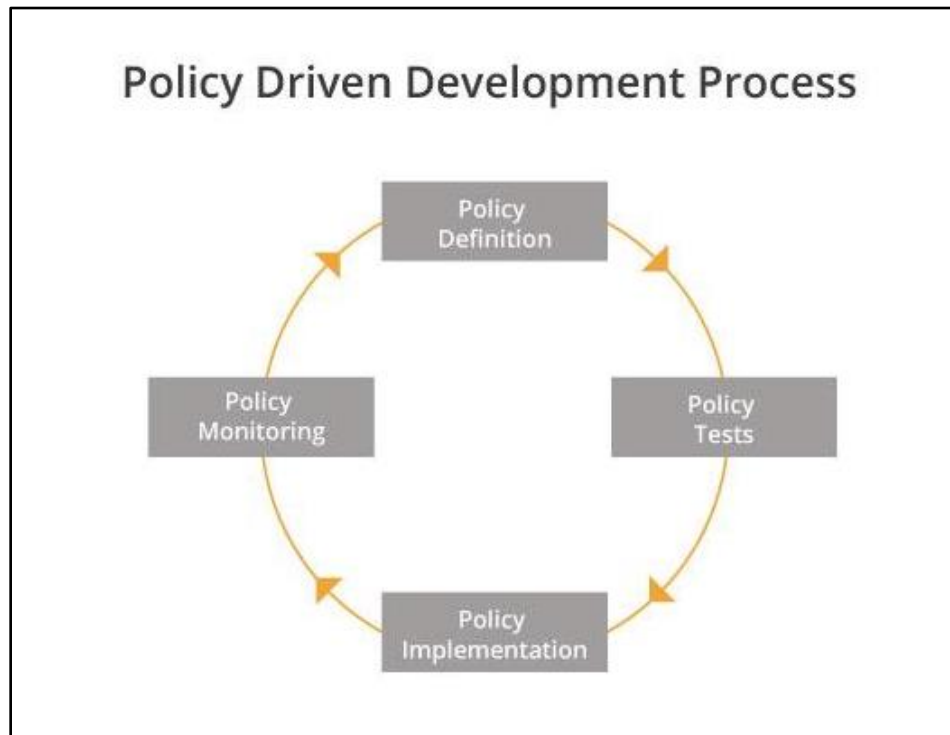 Policy Driven Development Process
Policy
Definition
Policy
Monitoring
Policy
Tests
Policy
Implementation